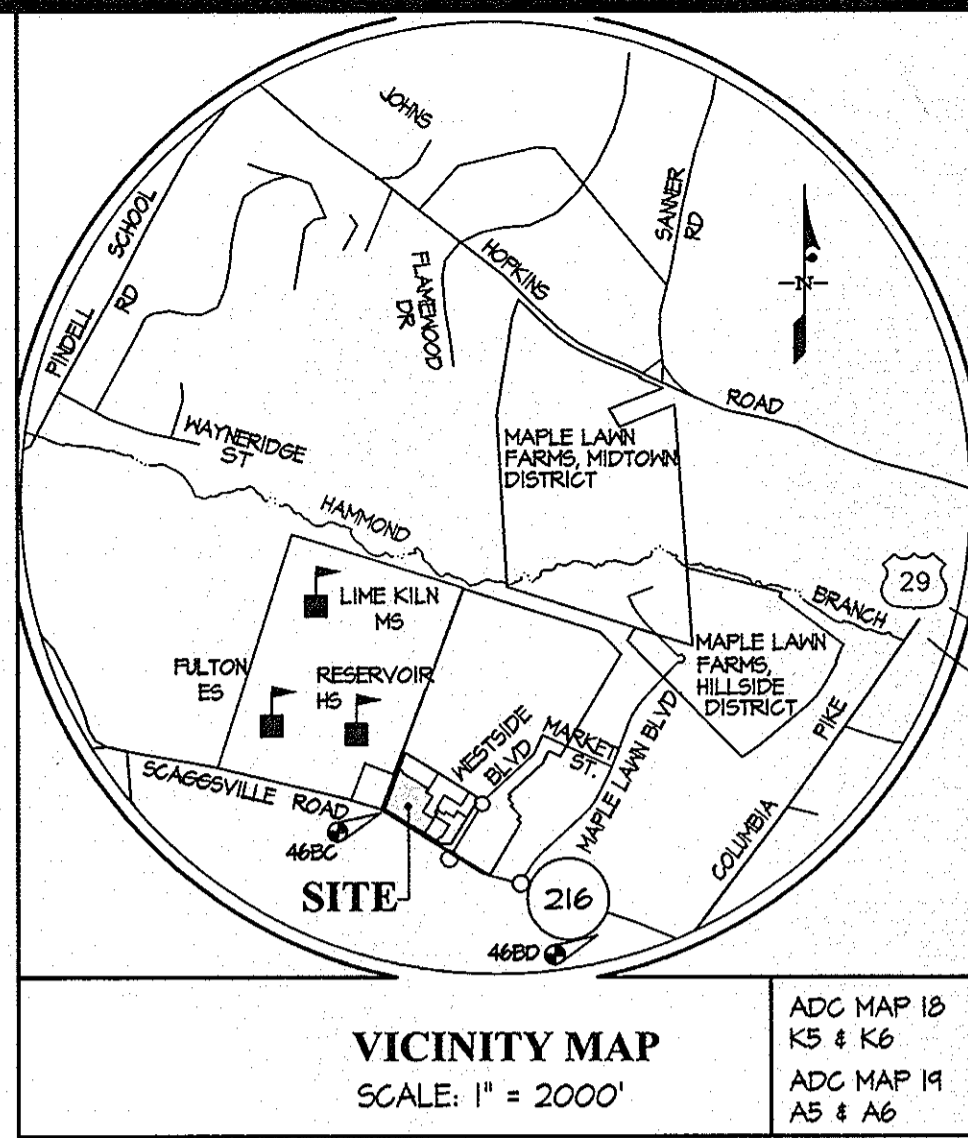 JOHNS
HOPKINS
ROAD
SANNER
RD
PINDELL SCHOOL
RD
FLAMEWOOD
DR
-N-
WAYNERIDGE
ST
MAPLE LAWN
FARMS, MIDTOWN
DISTRICT
HAMMOND
BRANCH
29
LIME KILN
MS
FULTON
ES
RESERVOIR
HS
MAPLE LAWN
FARMS,
HILLSIDE
DISTRICT
WESTSIDE
BLVD
MARKET
ST.
MAPLE LAWN BLVD
COLUMBIA PIKE
SCAGGSVILLE ROAD
46BC
SITE
216
46BD
VICINITY MAP
SCALE: 1" = 2000'
ADC MAP 18
K5 & K6
ADC MAP 19
A5 & A6